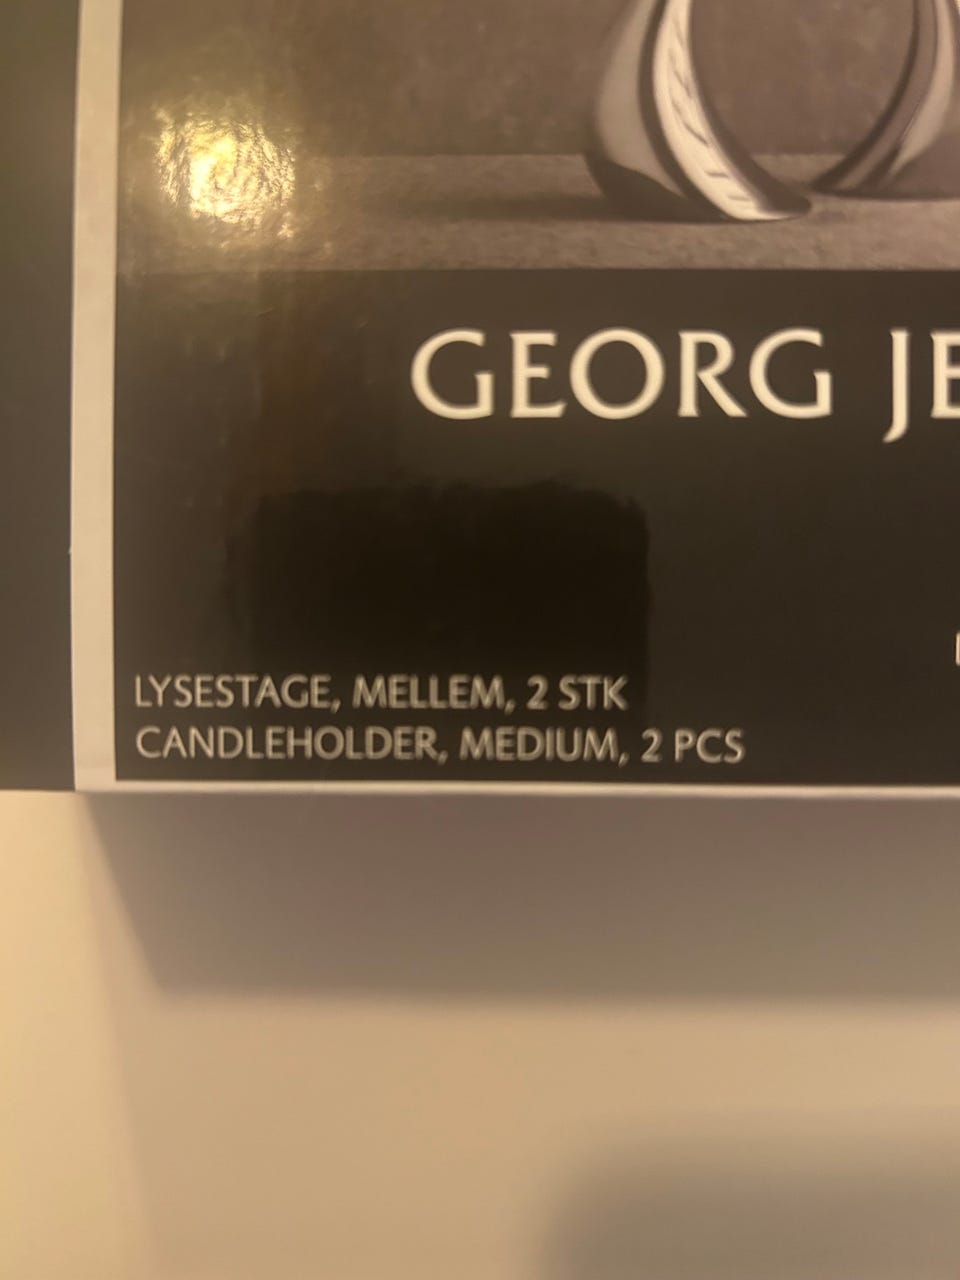 GEORG JE
LYSESTAGE, MELLEM, 2 STK
CANDLEHOLDER, MEDIUM, 2 PCS